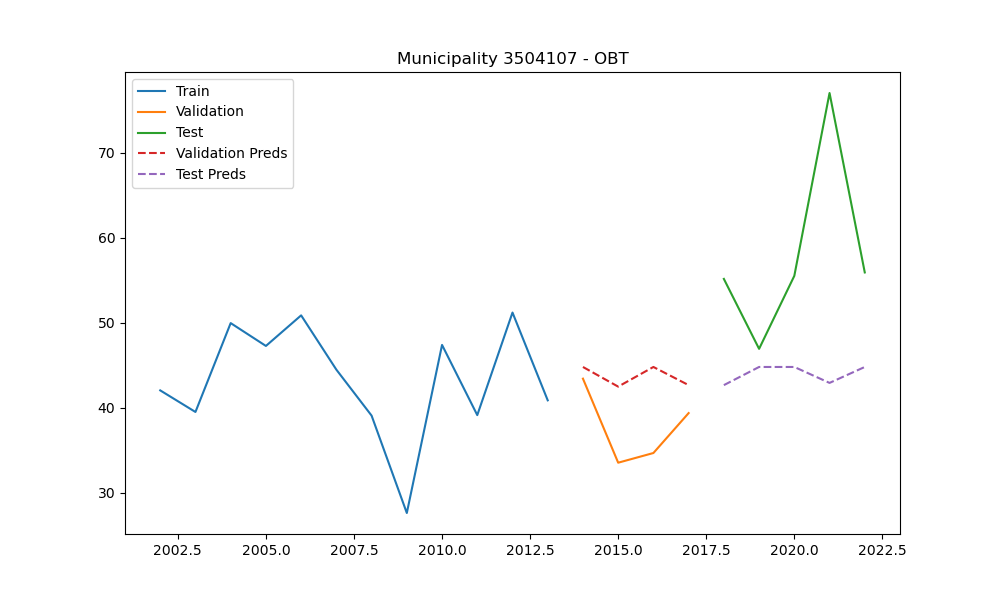 Municipality 3504107 - OBT
Train
Validation
Test
Validation Preds
Test Preds
70
60
50
40
30
2002.5 2005.0 2007.5 2010.0 2012.5 2015.0 2017.5 2020.0 2022.5